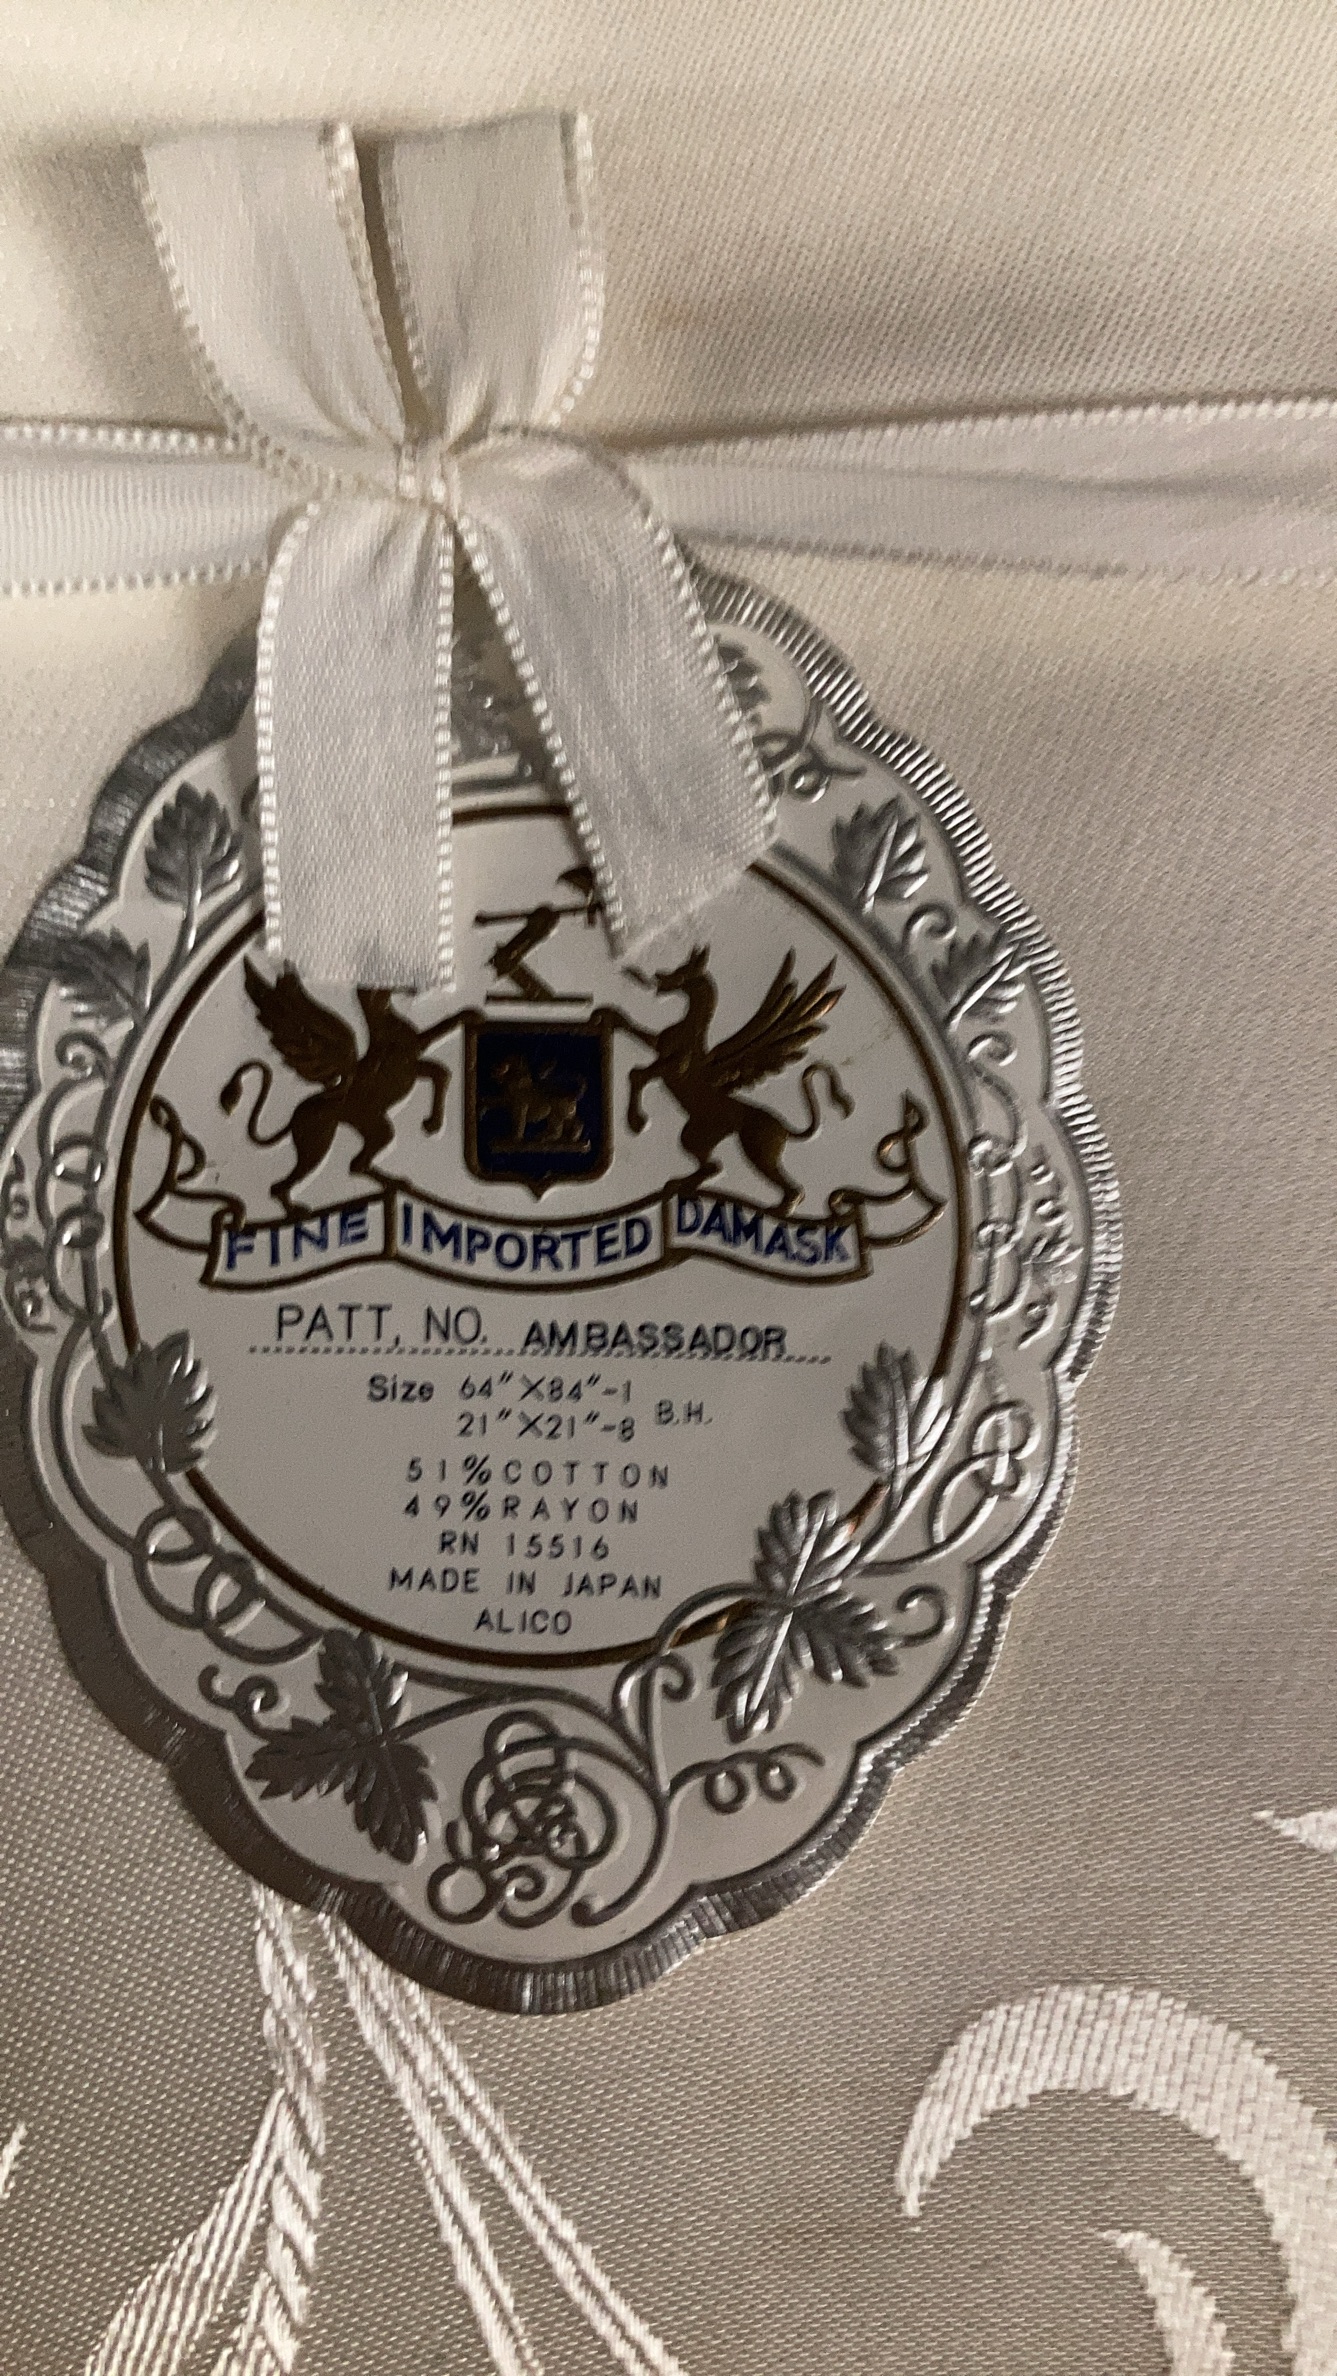 FINE IMPORTED DAMASK
PATT, NO. AMBASSADOR
Size 64"X84"-1
21"X21"-8 B.H.
51% COTTON
49% RAYON
RN 15516
MADE IN JAPAN
ALICO